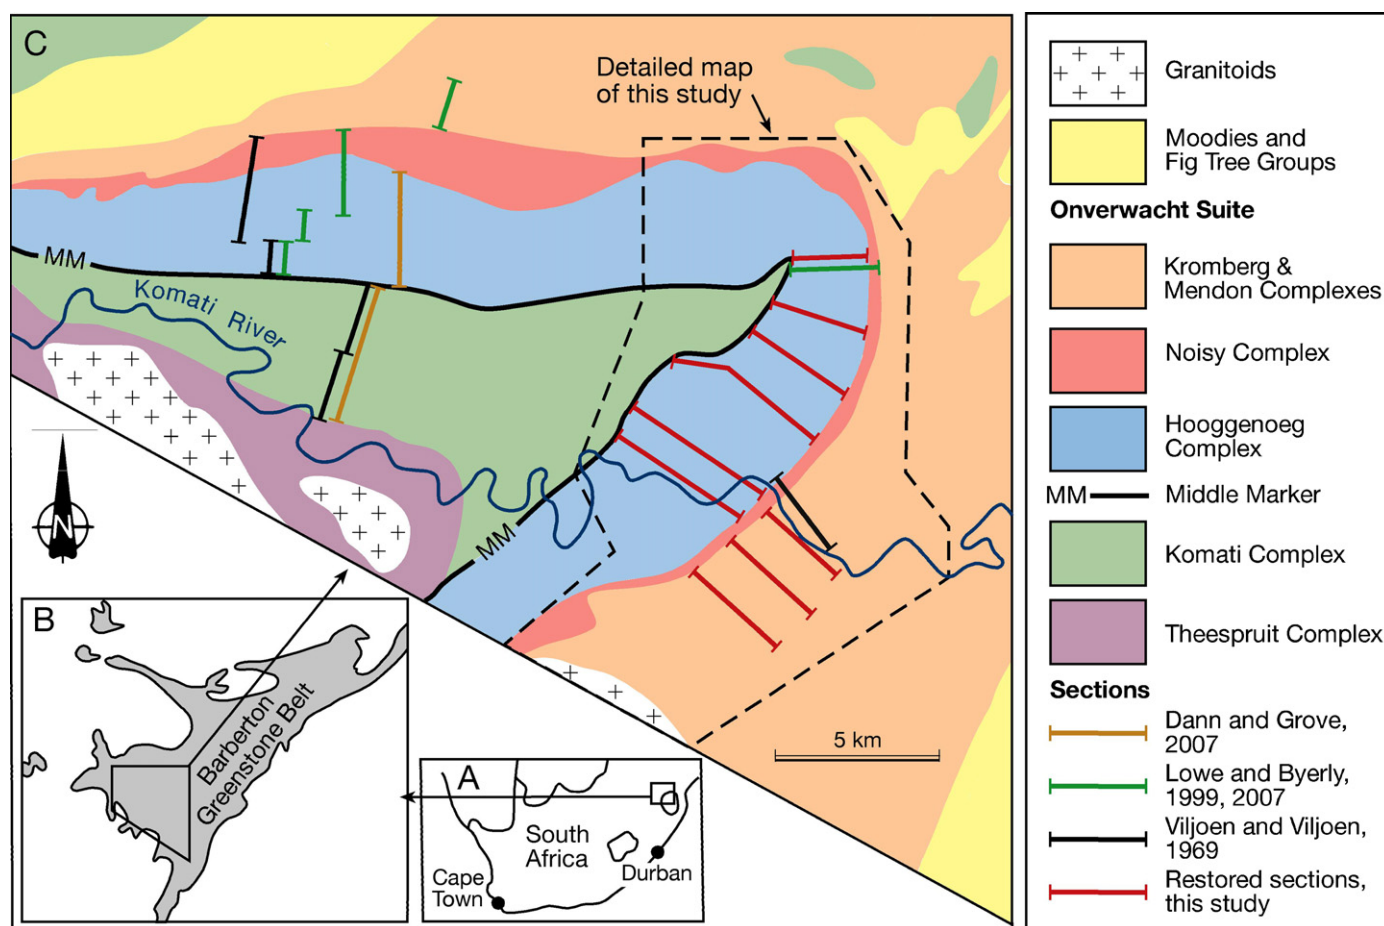 C
Detailed map
of this study
MM
Komati River
MM
N
B
Barberton
Greenstone Belt
A
South
Africa
Durban
Cape
Town
5 km
Granitoids
Moodies and
Fig Tree Groups
Onverwacht Suite
Kromberg &
Mendon Complexes
Noisy Complex
Hooggenoeg
Complex
MM
Middle Marker
Komati Complex
Theespruit Complex
Sections
Dann and Grove,
2007
Lowe and Byerly,
1999, 2007
Viljoen and Viljoen,
1969
Restored sections,
this study